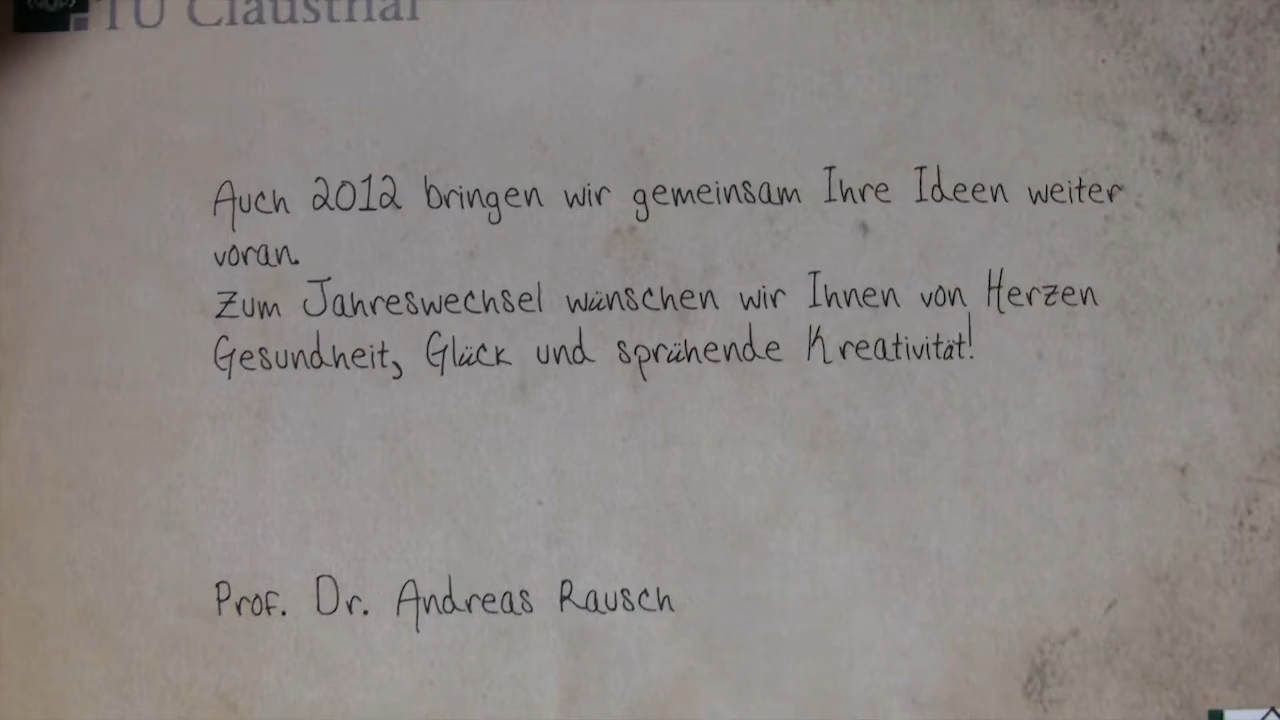 TU Clausthal
Auch 2012 bringen wir gemeinsam Ihre Ideen weiter
voran.
Zum Jahreswechsel wünschen wir Ihnen von Herzen
Gesundheit, Glück und sprühende Kreativität!
Prof. Dr. Andreas Rausch